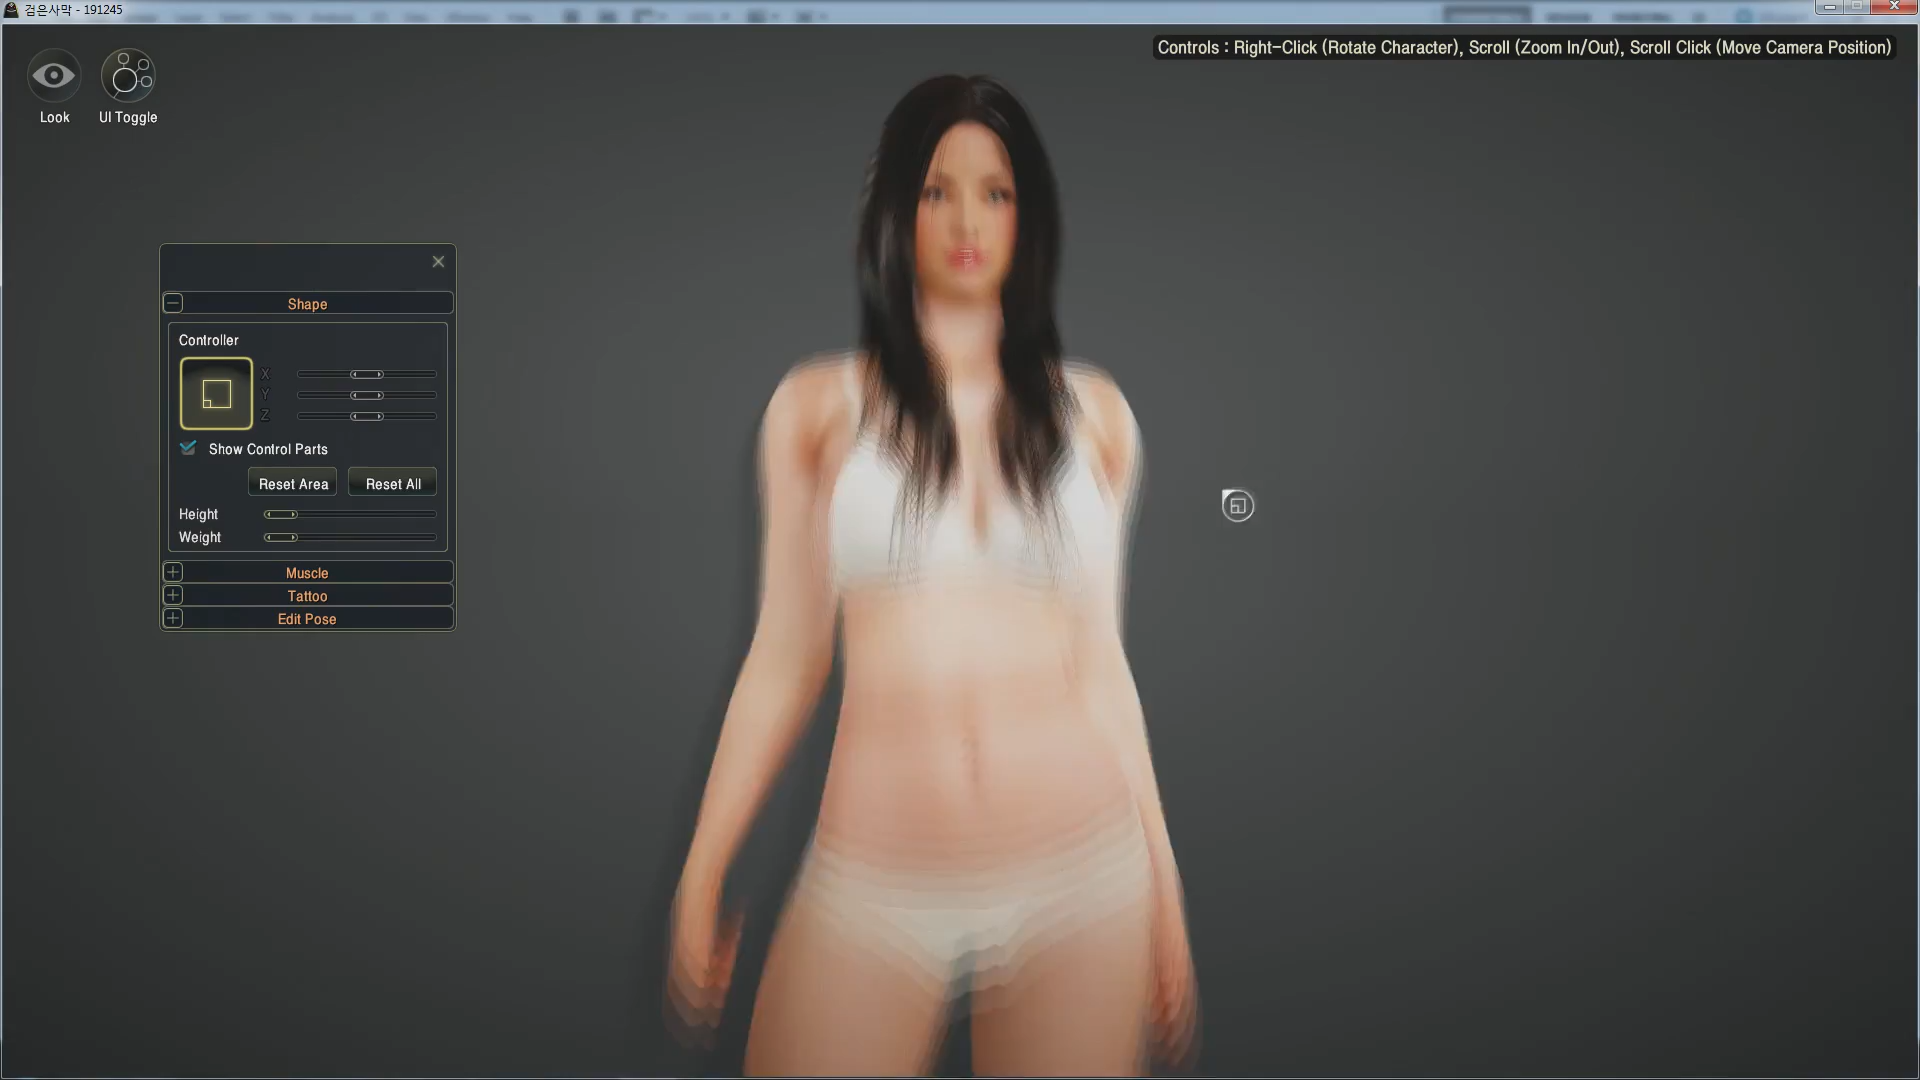 검은사막 - 191245
Controls : Right-Click (Rotate Character), Scroll (Zoom In/Out), Scroll Click (Move Camera Position)
Look
UI Toggle
Shape
Controller
X
Y
Z
Show Control Parts
Reset Area
Reset All
Height
Weight
Muscle
Tattoo
Edit Pose